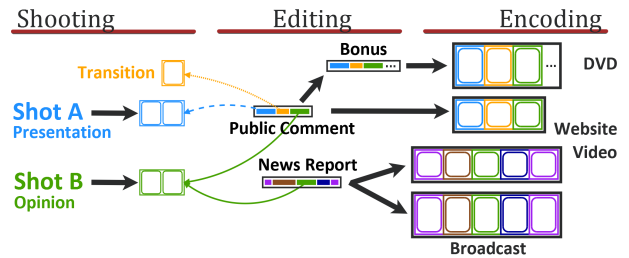 Shooting
Editing
Encoding
Transition
Shot A
Presentation
Shot B
Opinion
Bonus
...
Public Comment
News Report
...
DVD
Website
Video
Broadcast